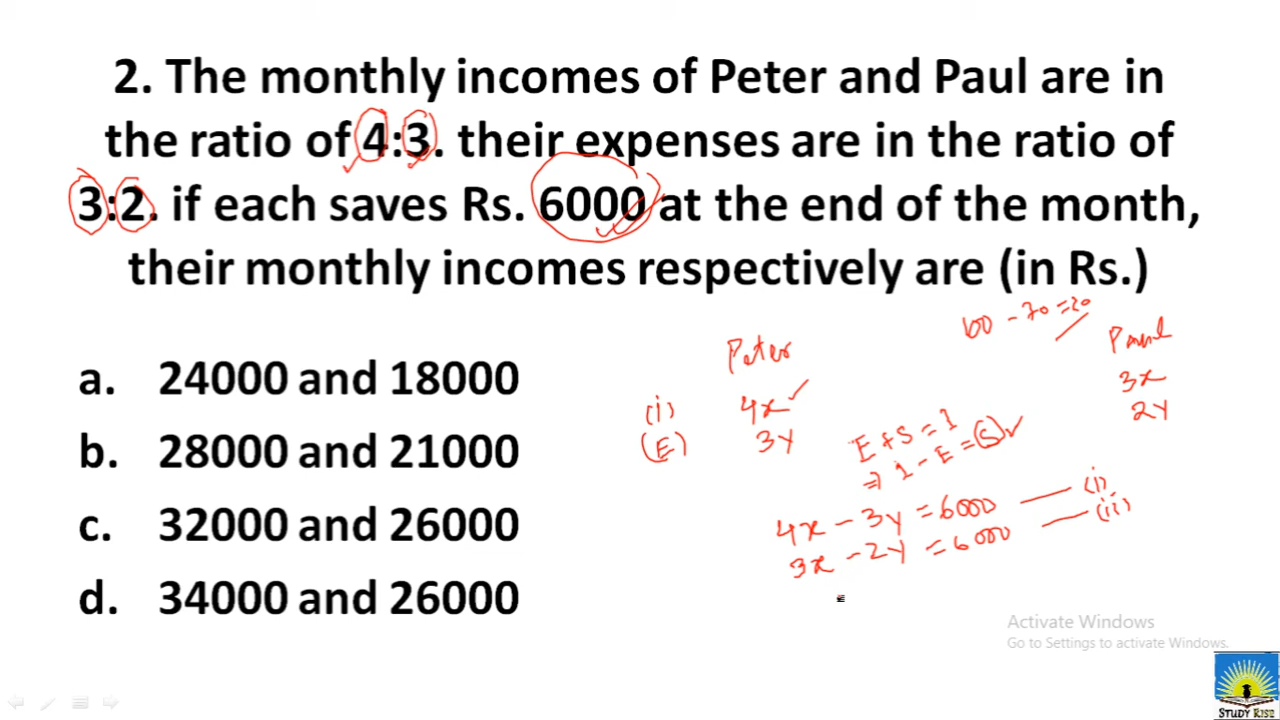 2. The monthly incomes of Peter and Paul are in
the ratio of 4:3. their expenses are in the ratio of
3:2. if each saves Rs. 6000 at the end of the month,
their monthly incomes respectively are (in Rs.)
a. 24000 and 18000
b. 28000 and 21000
c. 32000 and 26000
d. 34000 and 26000
100 - 70 = 30
Peter Paul
(i) 4x 3x
(E) 3y 2y
E + S = I
⇒ I - E = S
4x - 3y = 6000 — (i)
3x - 2y = 6000 — (ii)
Activate Windows
Go to Settings to activate Windows.
STUDY RISE